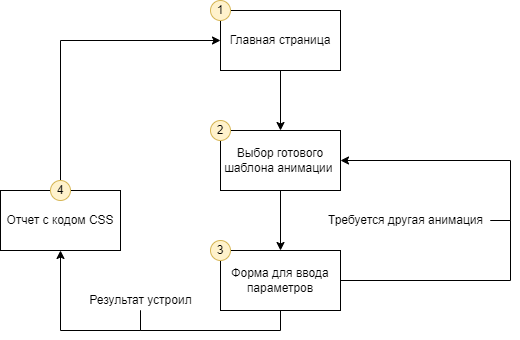 1
Главная страница
2
Выбор готового
шаблона анимации
4
Отчет с кодом CSS
Требуется другая анимация
3
Форма для ввода
параметров
Результат устроил